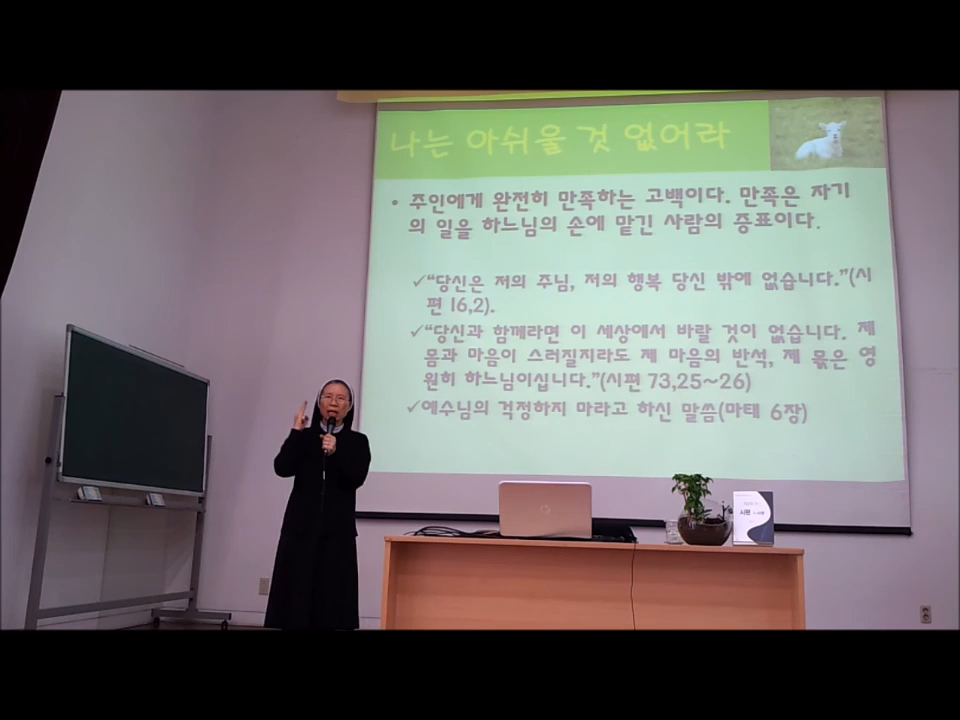 나는 아쉬울 것 없어라
• 주인에게 완전히 만족하는 고백이다. 만족은 자기
의 일을 하느님의 손에 맡긴 사람의 증표이다.
✓“당신은 저의 주님, 저의 행복 당신 밖에 없습니다.”(시
편 16,2).
✓“당신과 함께라면 이 세상에서 바랄 것이 없습니다. 제
몸과 마음이 스러질지라도 제 마음의 반석, 제 몫은 영
원히 하느님이십니다.”(시편 73,25~26)
✓예수님의 걱정하지 마라고 하신 말씀(마태 6장)
시편